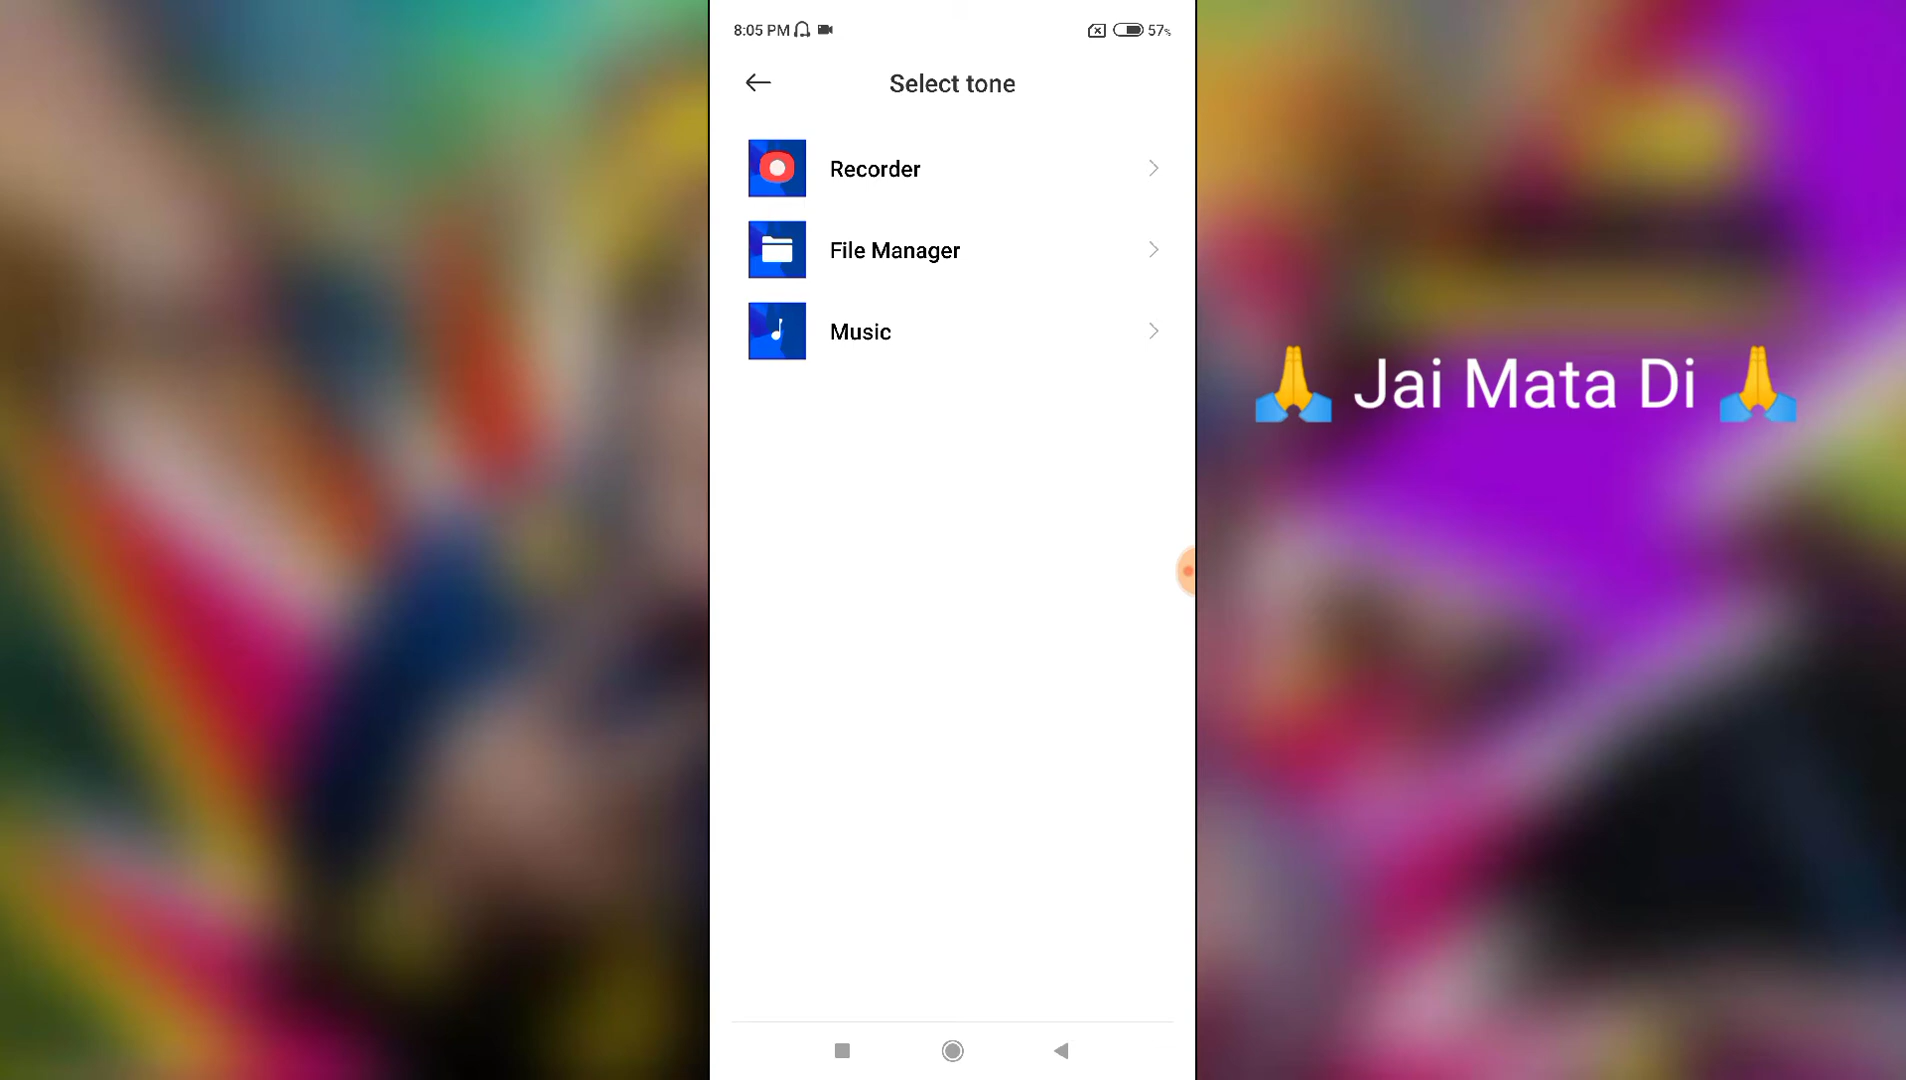 8:05 PM 57%
Select tone
Recorder
File Manager
Music
🙏 Jai Mata Di 🙏